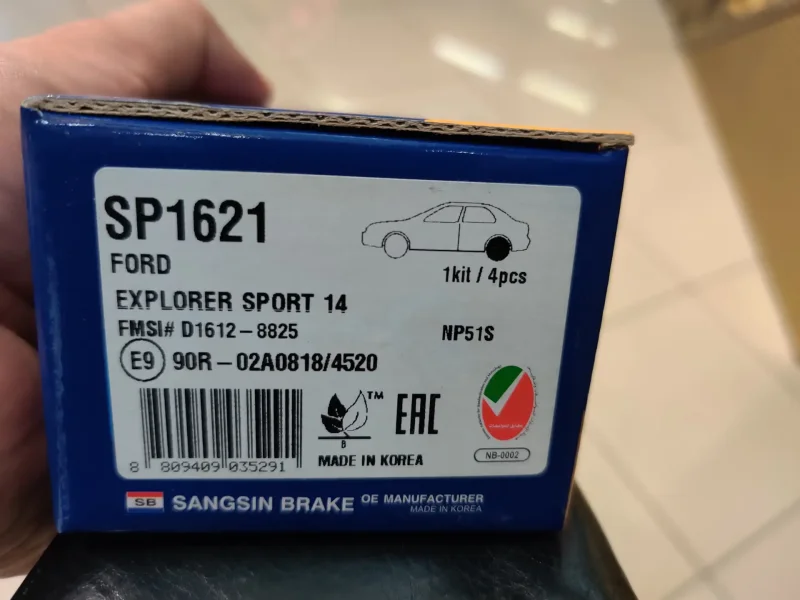 SP1621
FORD
1kit / 4pcs
EXPLORER SPORT 14
FMSI# D1612-8825
NP51S
E9 90R-02A0818/4520
TM
EAC
B
NB-0002
8 809409 035291
MADE IN KOREA
SB SANGSIN BRAKE OE MANUFACTURER
MADE IN KOREA